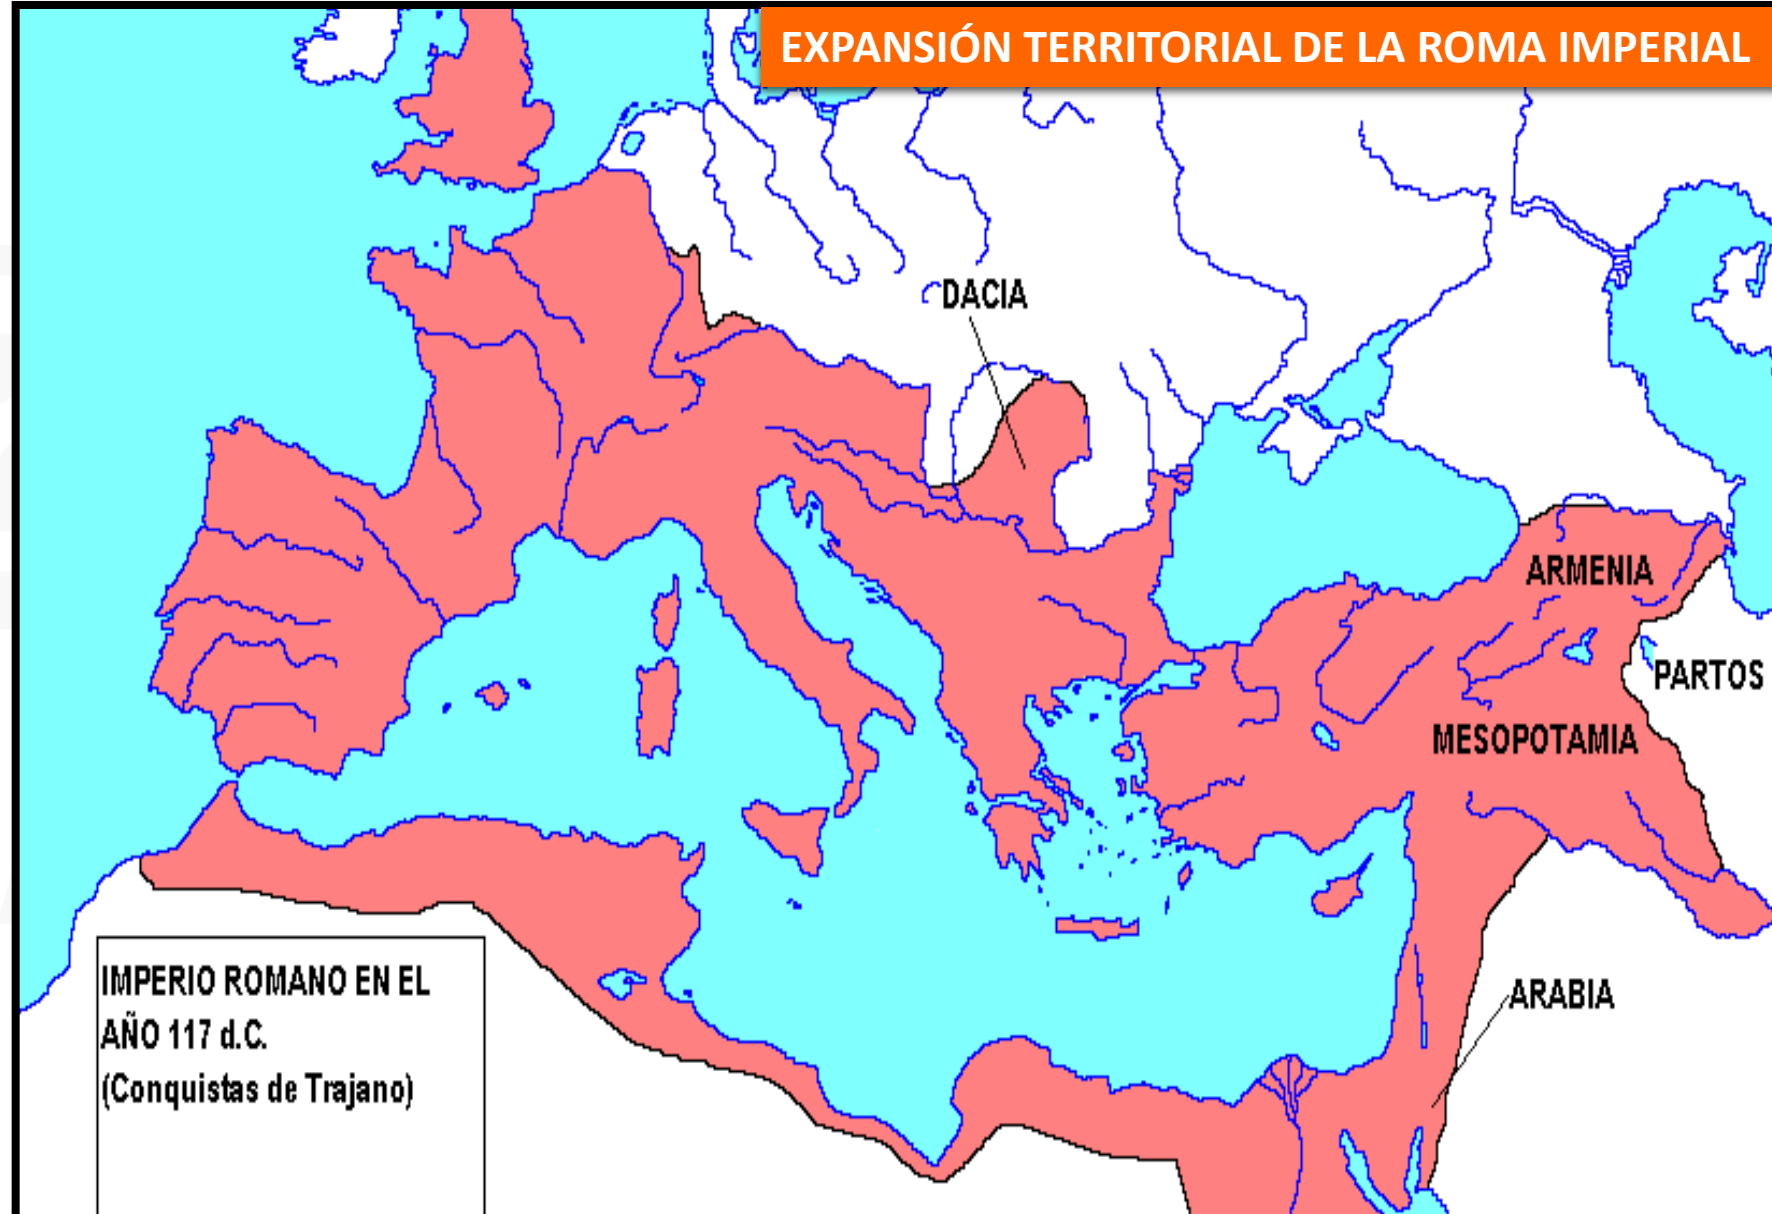 EXPANSIÓN TERRITORIAL DE LA ROMA IMPERIAL
DACIA
ARMENIA
PARTOS
MESOPOTAMIA
ARABIA
IMPERIO ROMANO EN EL
AÑO 117 d.C.
(Conquistas de Trajano)